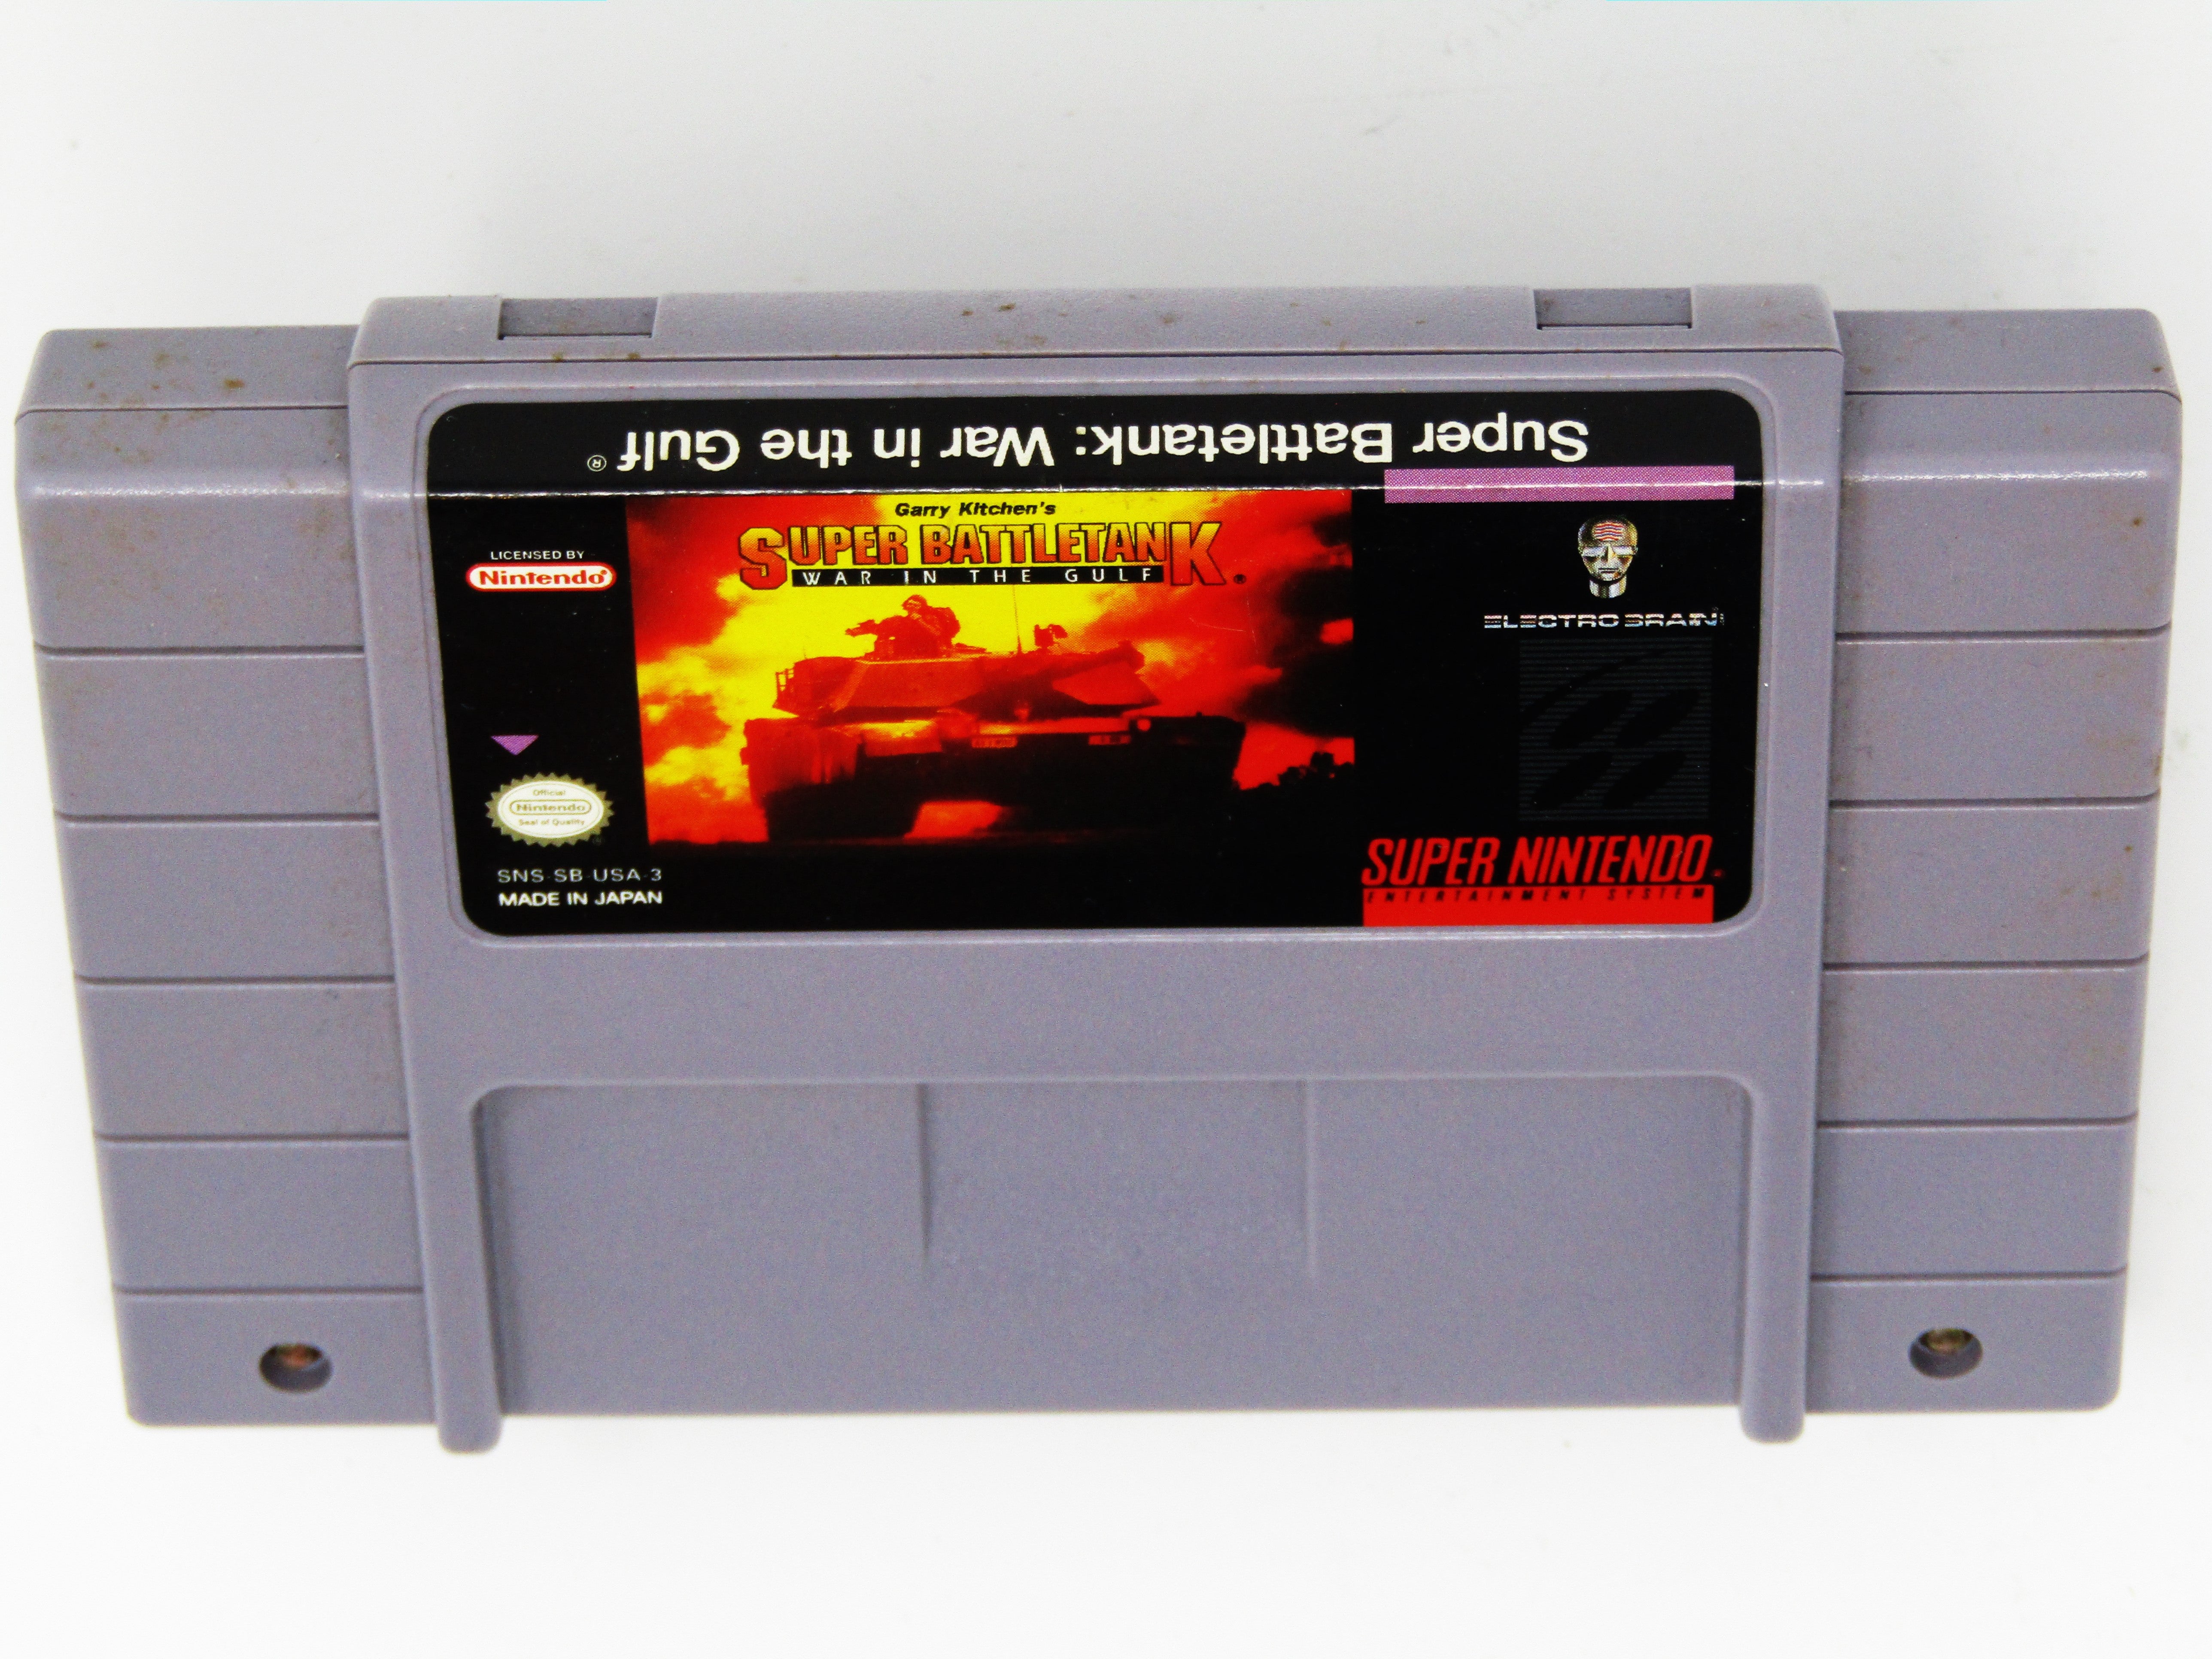 Super Battletank: War in the Gulf ®
Garry Kitchen's
SUPER BATTLETANK
WAR IN THE GULF
LICENSED BY
Nintendo®
ELECTRO BRAIN
Official
Nintendo
Seal of Quality
SNS-SB-USA-3
MADE IN JAPAN
SUPER NINTENDO
ENTERTAINMENT SYSTEM